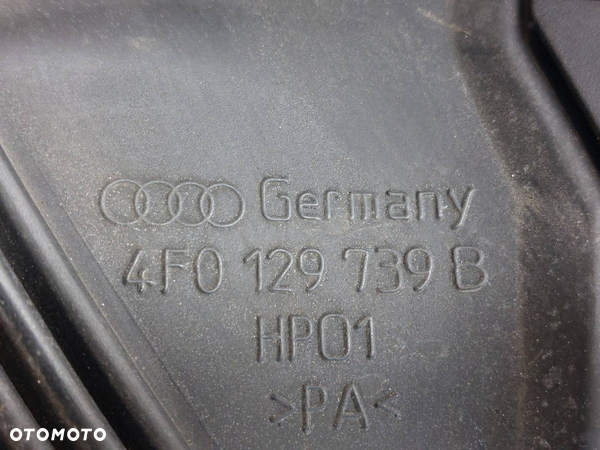 Germany
4F0 129 739 B
HP01
>PA<
OTOMOTO